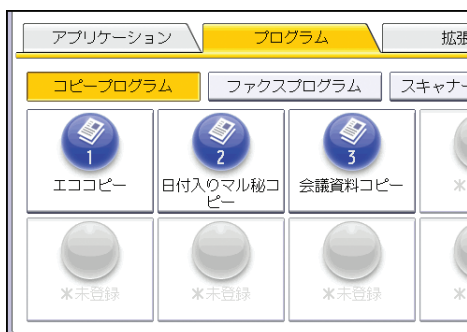 アプリケーション
プログラム
拡張
コピープログラム
ファクスプログラム
スキャナー
1
2
3
エココピー
日付入りマル秘コ
ピー
会議資料コピー
*未登録
*未登録
*未登録